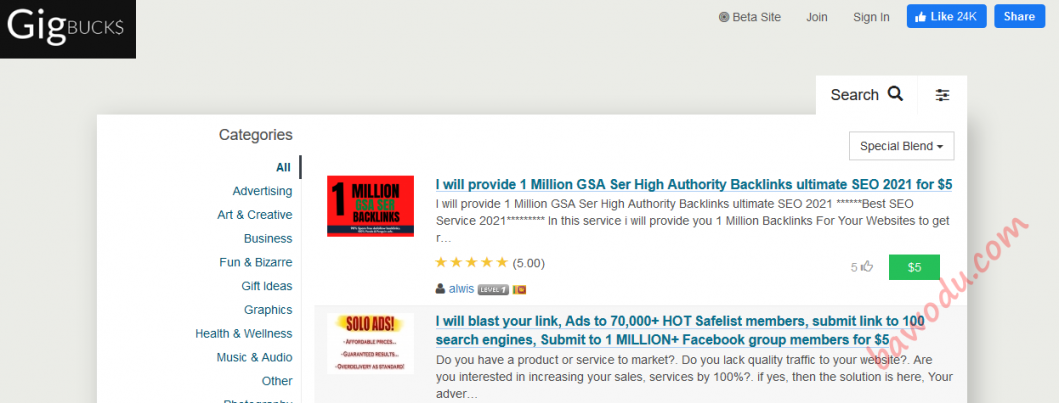 GigBUCK$
Beta Site Join Sign In Like 24K Share
Search
Categories
Special Blend
All
Advertising
Art & Creative
Business
Fun & Bizarre
Gift Ideas
Graphics
Health & Wellness
Music & Audio
Other
1 MILLION
GSA SER
BACKLINKS
I will provide 1 Million GSA Ser High Authority Backlinks ultimate SEO 2021 for $5
I will provide 1 Million GSA Ser High Authority Backlinks ultimate SEO 2021 ******Best SEO
Service 2021********* In this service i will provide you 1 Million Backlinks For Your Websites to get
r...
(5.00)
5
$5
alwis LEVEL 1
SOLO ADS!
-AFFORDABLE PRICES...
-GUARANTEED RESULTS...
-OVERDELIVERY AS STANDARD!
I will blast your link, Ads to 70,000+ HOT Safelist members, submit link to 100
search engines, Submit to 1 MILLION+ Facebook group members for $5
Do you have a product or service to market?. Do you lack quality traffic to your website?. Are
you interested in increasing your sales, services by 100%?. if yes, then the solution is here, Your
adver...
bawodu.com